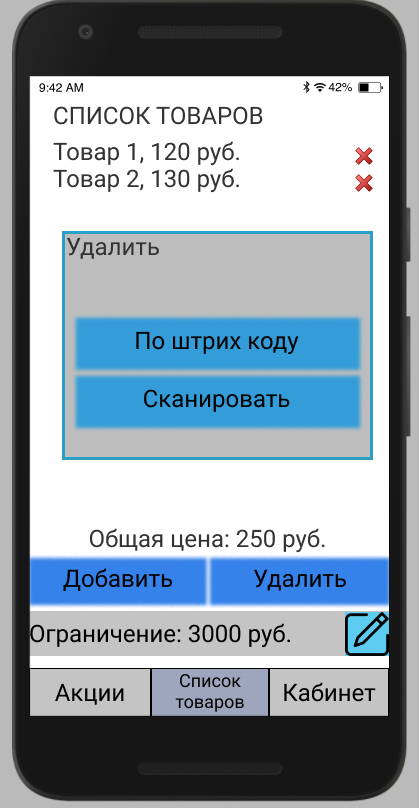 9:42 AM 42%
СПИСОК ТОВАРОВ
Товар 1, 120 руб.
Товар 2, 130 руб.
Удалить
По штрих коду
Сканировать
Общая цена: 250 руб.
Добавить Удалить
Ограничение: 3000 руб.
Акции Список товаров Кабинет